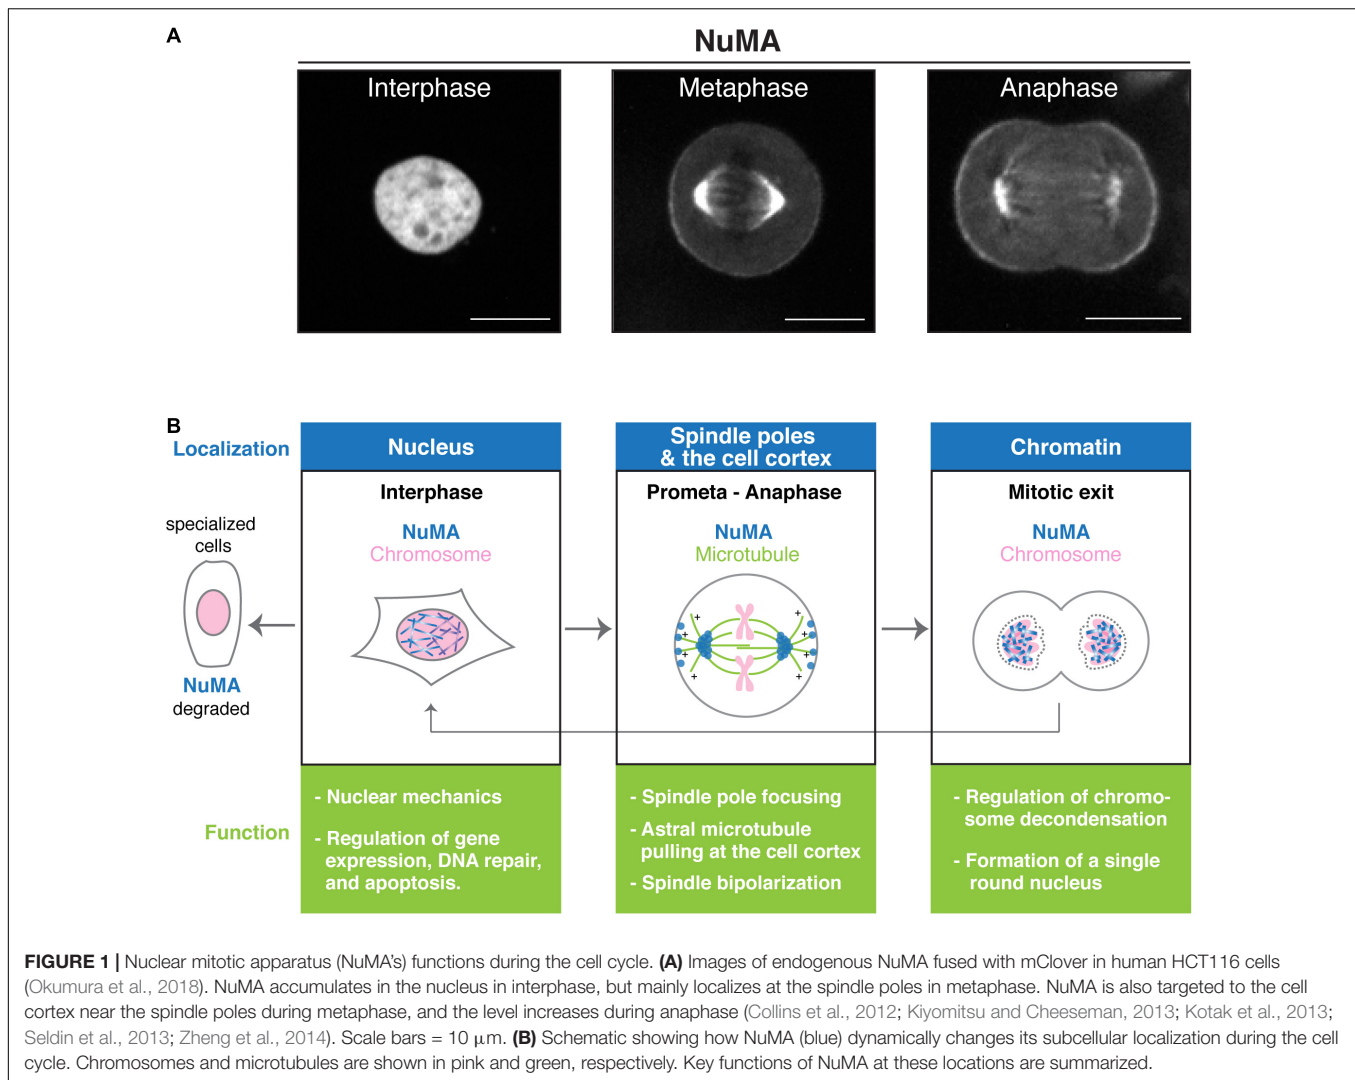 A
NuMA
Interphase
Metaphase
Anaphase
B
Localization
Nucleus
Spindle poles
& the cell cortex
Chromatin
Interphase
Prometa - Anaphase
Mitotic exit
specialized
cells
NuMA
degraded
NuMA
Chromosome
NuMA
Microtubule
+
+
+
+
+
+
+
+
NuMA
Chromosome
Function
- Nuclear mechanics
- Regulation of gene
expression, DNA repair,
and apoptosis.
- Spindle pole focusing
- Astral microtubule
pulling at the cell cortex
- Spindle bipolarization
- Regulation of chromo-
some decondensation
- Formation of a single
round nucleus
FIGURE 1 | Nuclear mitotic apparatus (NuMA’s) functions during the cell cycle. (A) Images of endogenous NuMA fused with mClover in human HCT116 cells
(Okumura et al., 2018). NuMA accumulates in the nucleus in interphase, but mainly localizes at the spindle poles in metaphase. NuMA is also targeted to the cell
cortex near the spindle poles during metaphase, and the level increases during anaphase (Collins et al., 2012; Kiyomitsu and Cheeseman, 2013; Kotak et al., 2013;
Seldin et al., 2013; Zheng et al., 2014). Scale bars = 10 μm. (B) Schematic showing how NuMA (blue) dynamically changes its subcellular localization during the cell
cycle. Chromosomes and microtubules are shown in pink and green, respectively. Key functions of NuMA at these locations are summarized.